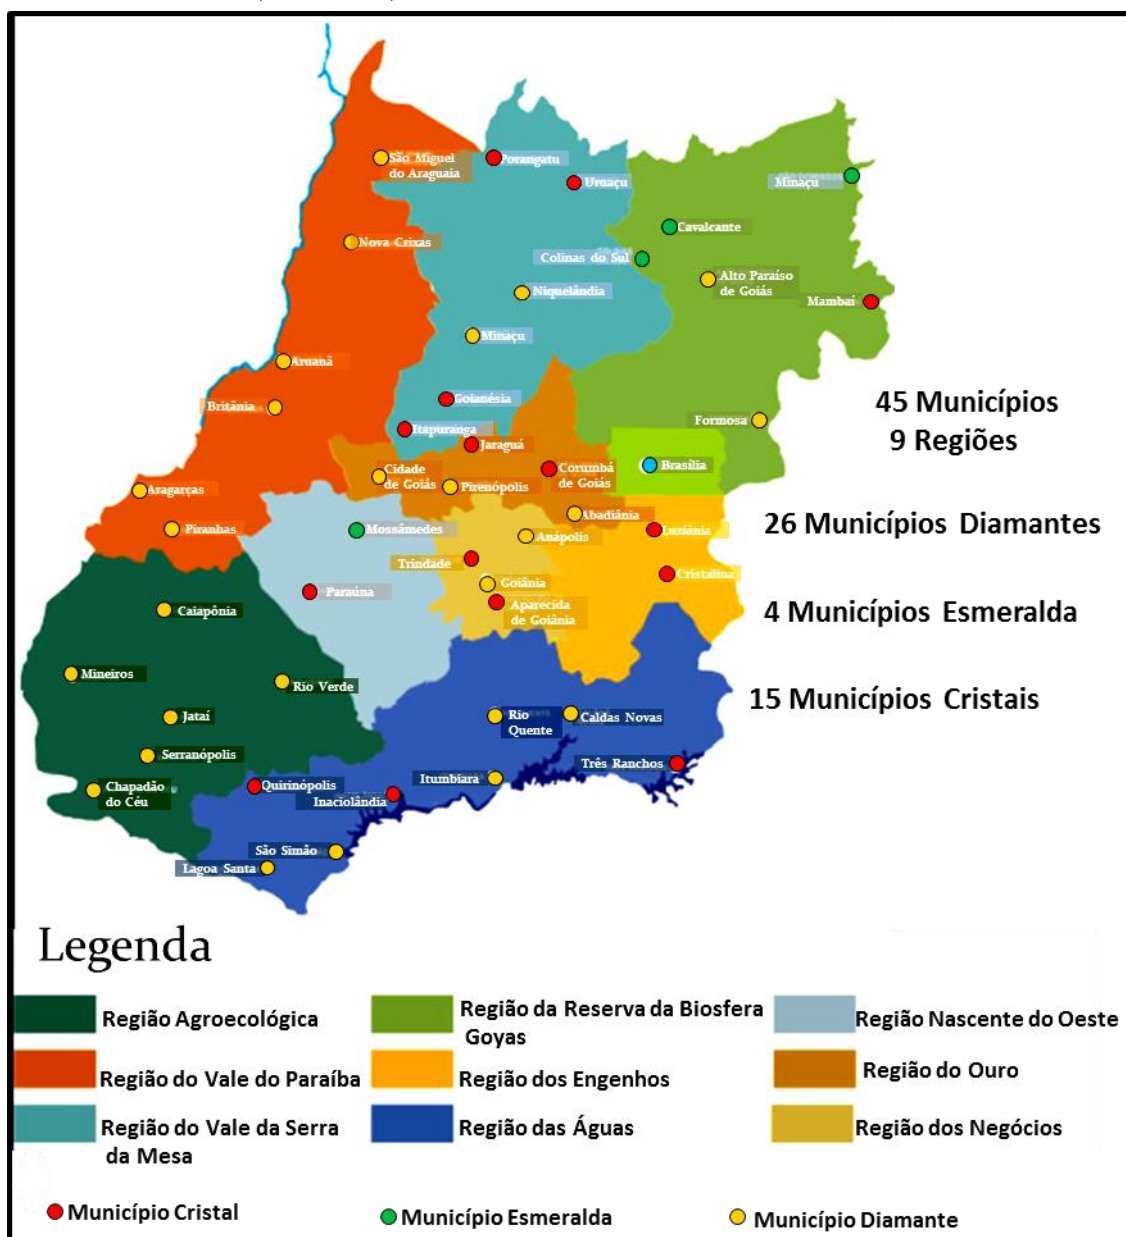 São Miguel
do Araguaia
Porangatu
Uruaçu
Minaçu
Nova Crixas
Cavalcante
Colinas do Sul
Alto Paraíso
de Goiás
Niquelândia
Mambaí
Minaçu
Aruanã
Britânia
Goianésia
Itapuranga
Jaraguá
Formosa
45 Municípios
9 Regiões
Cidade
de Goiás
Pirenópolis
Corumbá
de Goiás
Brasília
Aragarças
Piranhas
Mossâmedes
Abadiânia
Anápolis
Luziânia
26 Municípios Diamantes
Trindade
Goiânia
Cristalina
Paraúna
Aparecida
de Goiânia
Caiapônia
4 Municípios Esmeralda
Mineiros
Rio Verde
Jataí
Rio
Quente
Caldas Novas
15 Municípios Cristais
Serranópolis
Três Ranchos
Chapadão
do Céu
Quirinópolis
Inaciolândia
Itumbiara
São Simão
Lagoa Santa
Legenda
Região Agroecológica
Região da Reserva da Biosfera
Goyas
Região Nascente do Oeste
Região do Vale do Paraíba
Região dos Engenhos
Região do Ouro
Região do Vale da Serra
da Mesa
Região das Águas
Região dos Negócios
Município Cristal
Município Esmeralda
Município Diamante